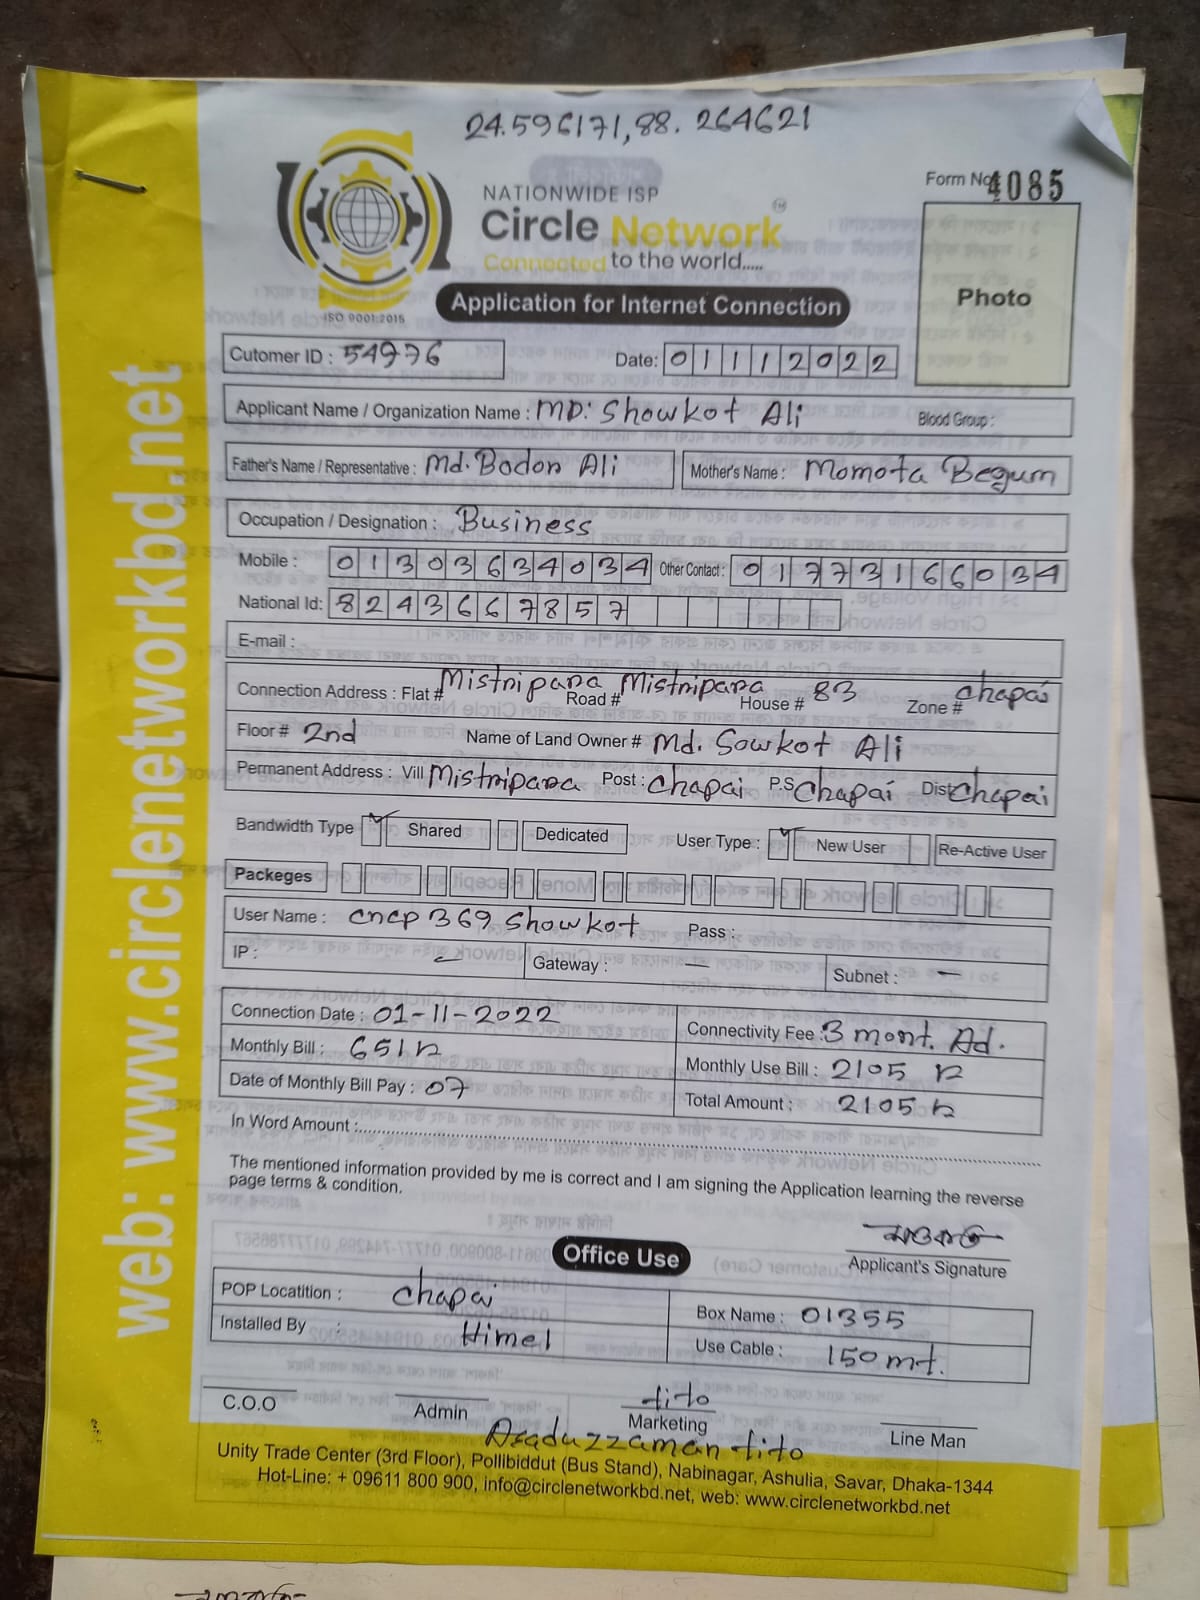 24.596171,88.264621
NATIONWIDE ISP
Form No 4085
Circle Network TM
Connected to the world.....
ISO 9001:2015
Application for Internet Connection
Photo
Cutomer ID : 54776
Date: 01112022
Applicant Name / Organization Name : MD: Showkot Ali Blood Group :
Father's Name / Representative : Md. Bodon Ali Mother's Name : Momota Begum
Occupation / Designation : Business
Mobile : 01303634034 Other Contact : 01773166034
National Id: 8243667857
E-mail :
Connection Address : Flat # Mistripara Road # Mistripara House # 83 Zone # Chapai
Floor # 2nd Name of Land Owner # Md. Sowkot Ali
Permanent Address : Vill Mistripara Post : Chapai P.S Chapai Dist Chapai
Bandwidth Type Shared Dedicated User Type : New User Re-Active User
Packeges
User Name : cncp369 showkot Pass :
IP : – Gateway : – Subnet : –
Connection Date : 01-11-2022 Connectivity Fee : 3 mont. Ad.
Monthly Bill : 651 Monthly Use Bill : 2105
Date of Monthly Bill Pay : 07 Total Amount : 2105
In Word Amount :
The mentioned information provided by me is correct and I am signing the Application learning the reverse
page terms & condition.
Office Use
Applicant's Signature
POP Locatition : Chapai Box Name : 01355
Installed By : Himel Use Cable : 150 mt.
C.O.O Admin tito Marketing Line Man
Asaduzzaman tito
Unity Trade Center (3rd Floor), Pollibiddut (Bus Stand), Nabinagar, Ashulia, Savar, Dhaka-1344
Hot-Line: + 09611 800 900, info@circlenetworkbd.net, web: www.circlenetworkbd.net
web: www.circlenetworkbd.net